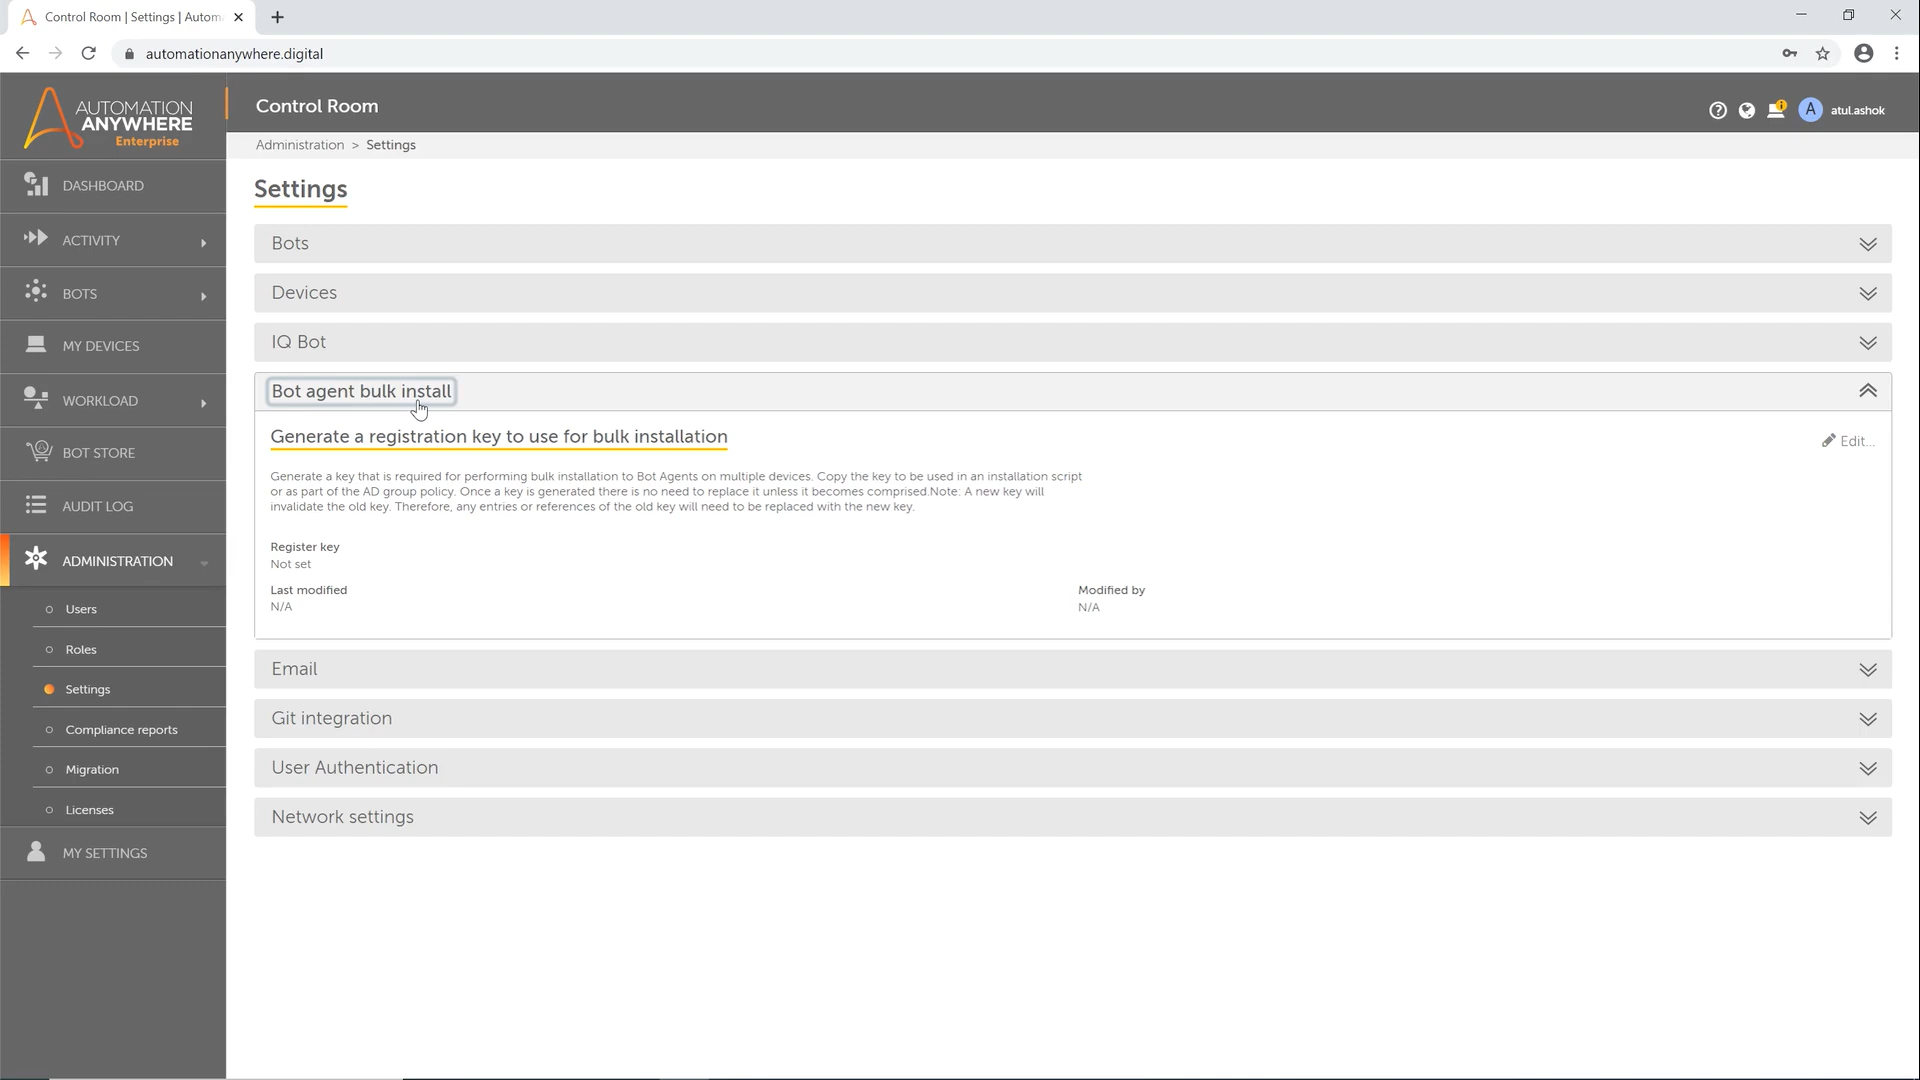 Control Room | Settings | Autom
automationanywhere.digital
AUTOMATION
ANYWHERE
Enterprise
Control Room
A
atul.ashok
Administration > Settings
DASHBOARD
ACTIVITY
BOTS
MY DEVICES
WORKLOAD
BOT STORE
AUDIT LOG
ADMINISTRATION
Users
Roles
Settings
Compliance reports
Migration
Licenses
MY SETTINGS
Settings
Bots
Devices
IQ Bot
Bot agent bulk install
Generate a registration key to use for bulk installation
Edit...
Generate a key that is required for performing bulk installation to Bot Agents on multiple devices. Copy the key to be used in an installation script
or as part of the AD group policy. Once a key is generated there is no need to replace it unless it becomes comprised.Note: A new key will
invalidate the old key. Therefore, any entries or references of the old key will need to be replaced with the new key.
Register key
Not set
Last modified
N/A
Modified by
N/A
Email
Git integration
User Authentication
Network settings